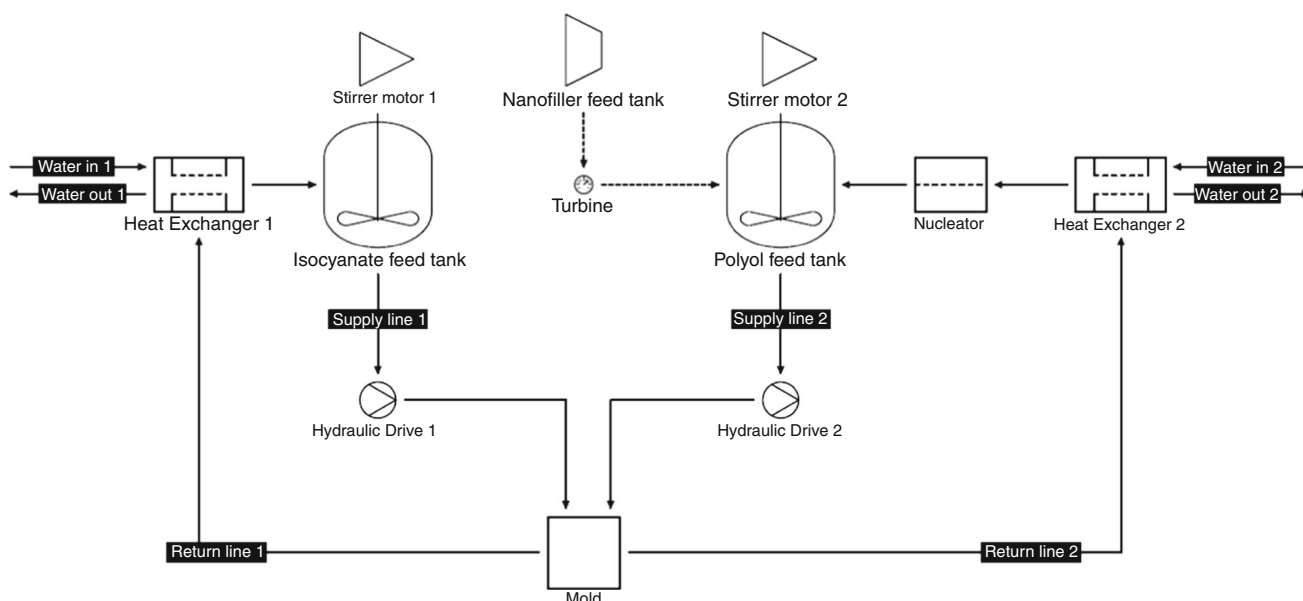 Stirrer motor 1
Nanofiller feed tank
Stirrer motor 2
Water in 1
Water out 1
Heat Exchanger 1
Turbine
Nucleator
Water in 2
Water out 2
Heat Exchanger 2
Isocyanate feed tank
Polyol feed tank
Supply line 1
Supply line 2
Hydraulic Drive 1
Hydraulic Drive 2
Return line 1
Return line 2
Mold